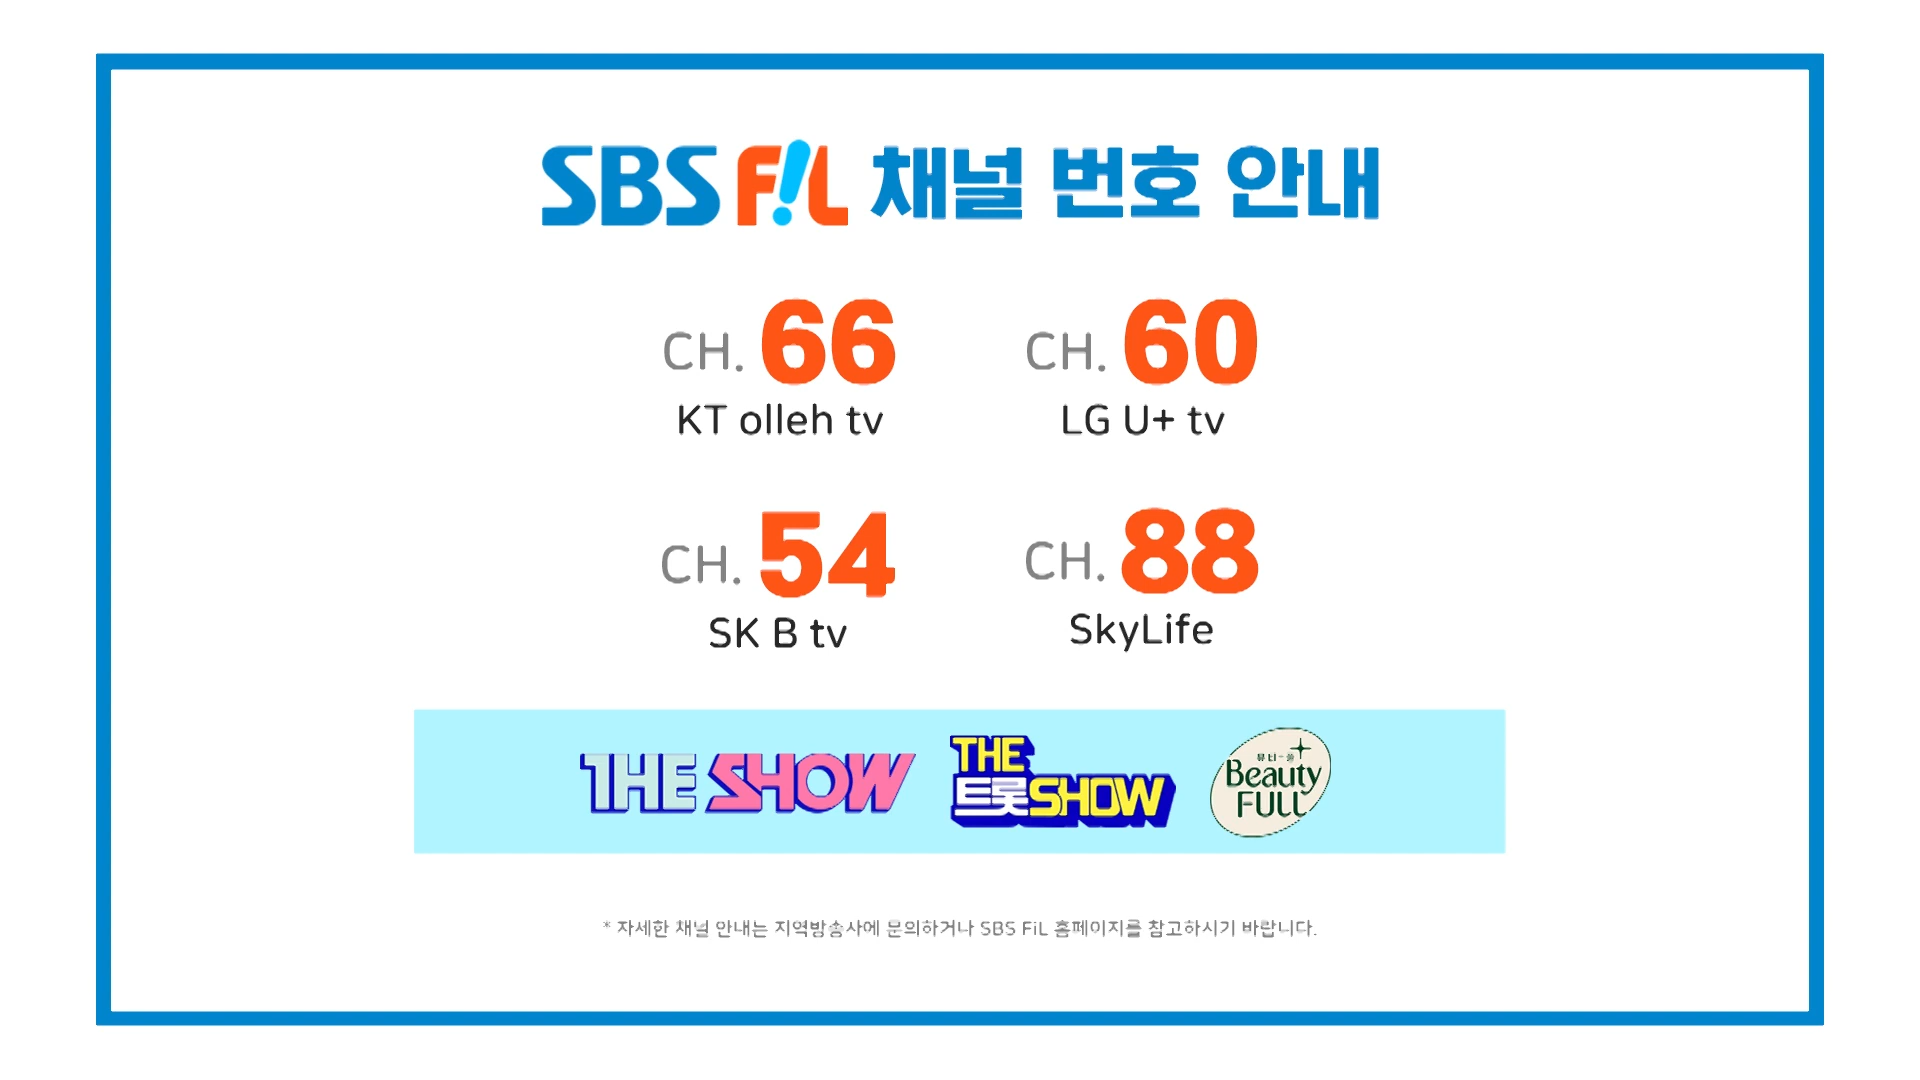 SBS F!L 채널 번호 안내
CH. 66
KT olleh tv
CH. 60
LG U+ tv
CH. 54
SK B tv
CH. 88
SkyLife
THE SHOW
THE
트롯SHOW
Beauty
FULL
* 자세한 채널 안내는 지역방송사에 문의하거나 SBS FiL 홈페이지를 참고하시기 바랍니다.